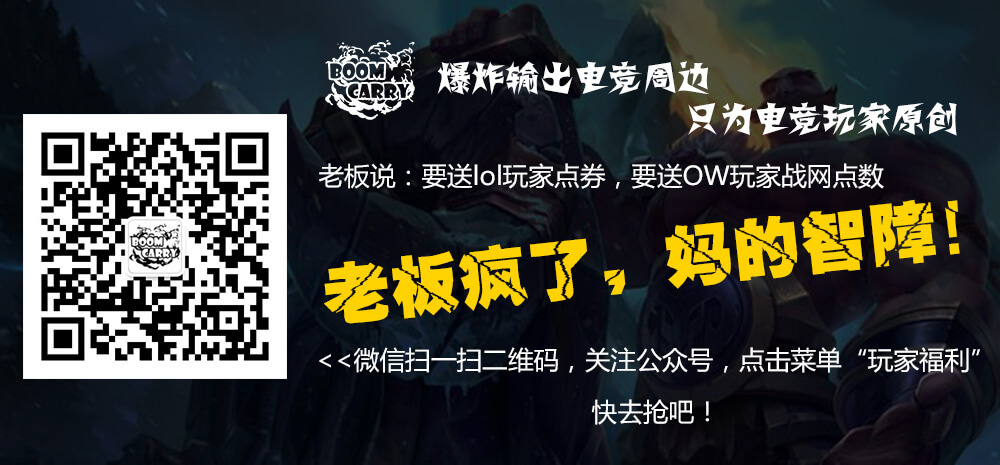 BOOM
CARRY
爆炸输出电竞周边
只为电竞玩家原创
BOOM
CARRY
老板说：要送lol玩家点券，要送OW玩家战网点数
老板疯了，妈的智障!
<<微信扫一扫二维码，关注公众号，点击菜单“玩家福利”
快去抢吧！